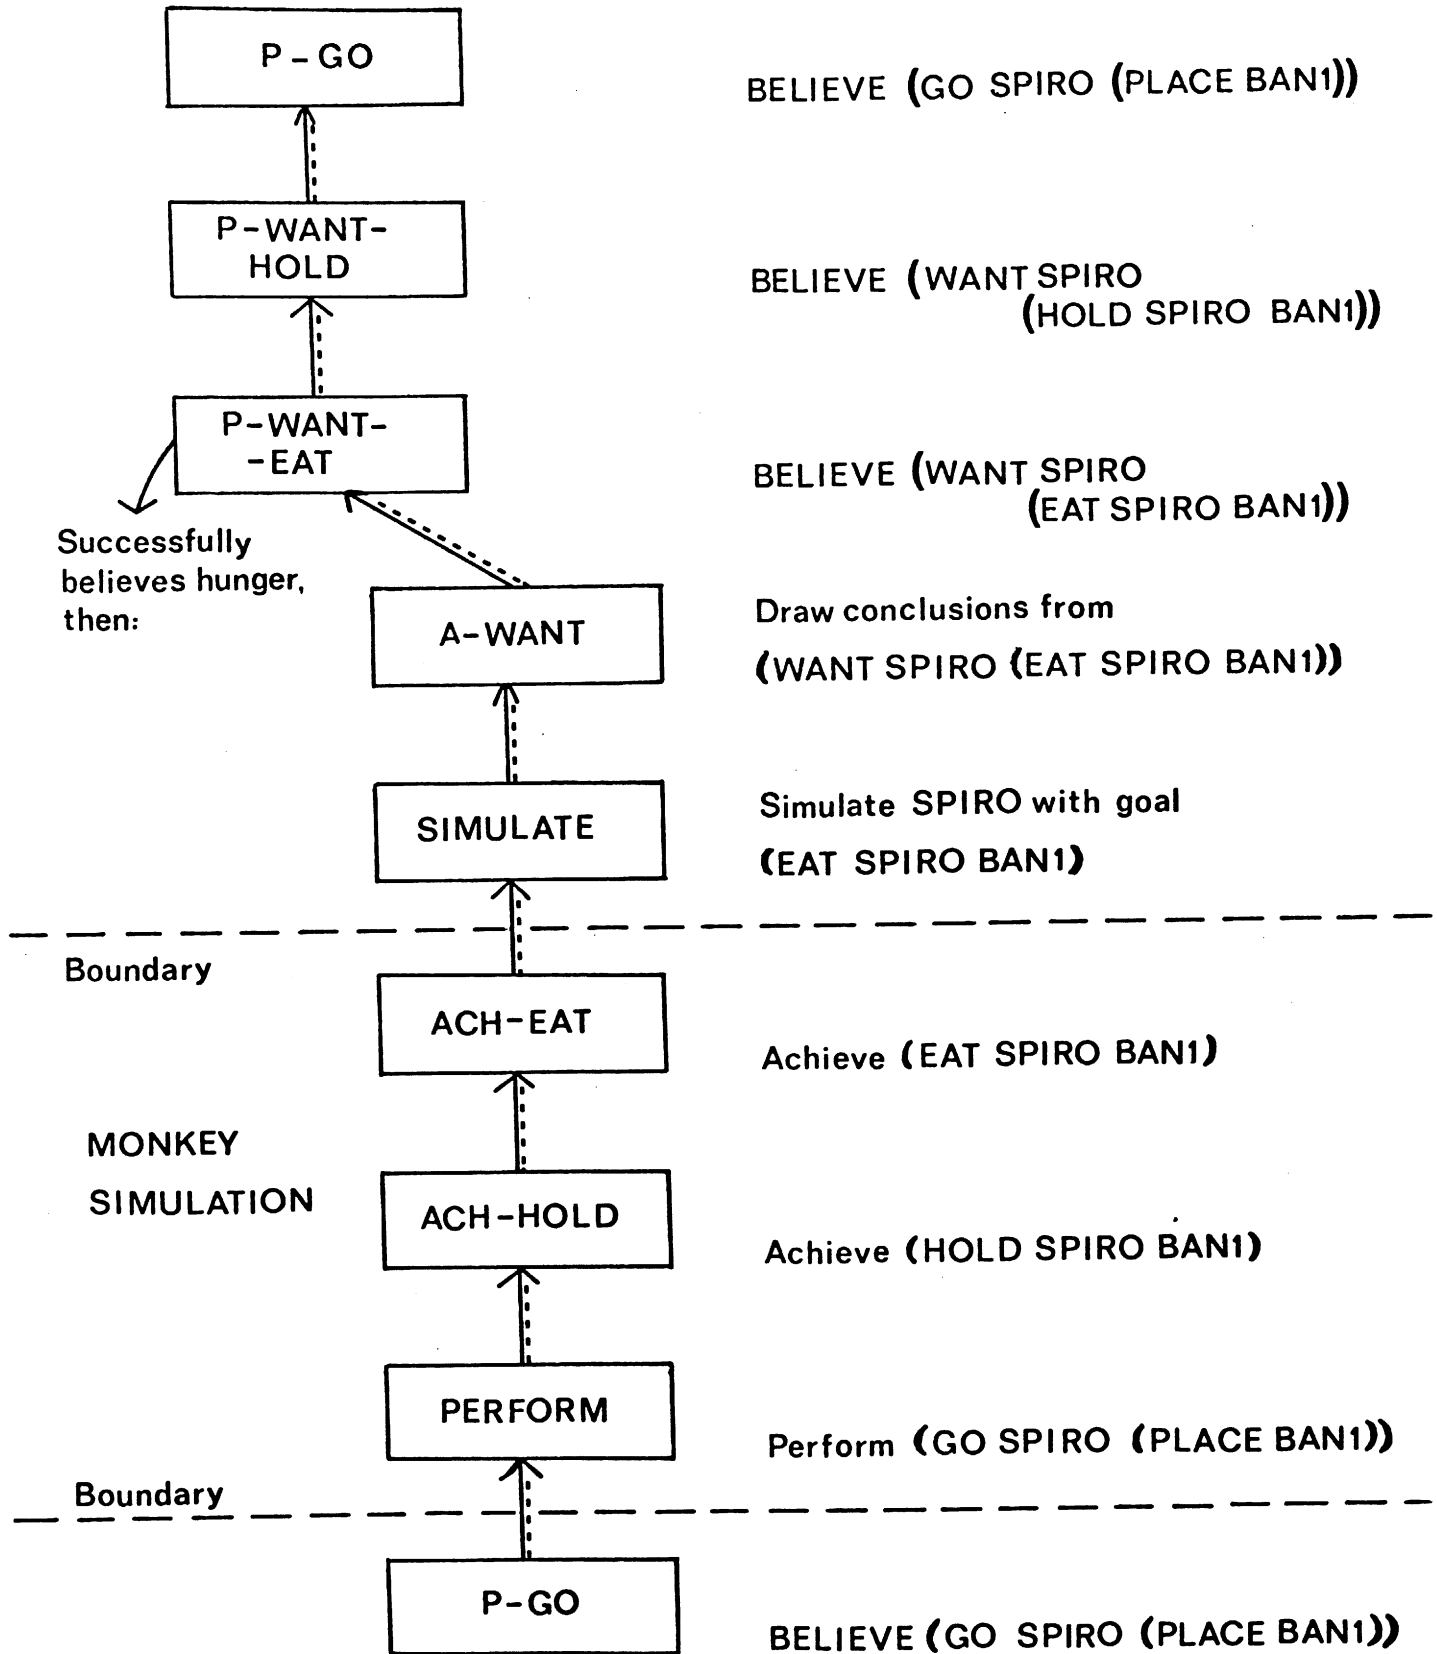 P-GO
BELIEVE (GO SPIRO (PLACE BAN1))
P-WANT-
HOLD
BELIEVE (WANT SPIRO
(HOLD SPIRO BAN1))
P-WANT-
-EAT
BELIEVE (WANT SPIRO
(EAT SPIRO BAN1))
Successfully
believes hunger,
then:
A-WANT
Draw conclusions from
(WANT SPIRO (EAT SPIRO BAN1))
SIMULATE
Simulate SPIRO with goal
(EAT SPIRO BAN1)
Boundary
ACH-EAT
Achieve (EAT SPIRO BAN1)
MONKEY
SIMULATION
ACH-HOLD
Achieve (HOLD SPIRO BAN1)
PERFORM
Perform (GO SPIRO (PLACE BAN1))
Boundary
P-GO
BELIEVE (GO SPIRO (PLACE BAN1))